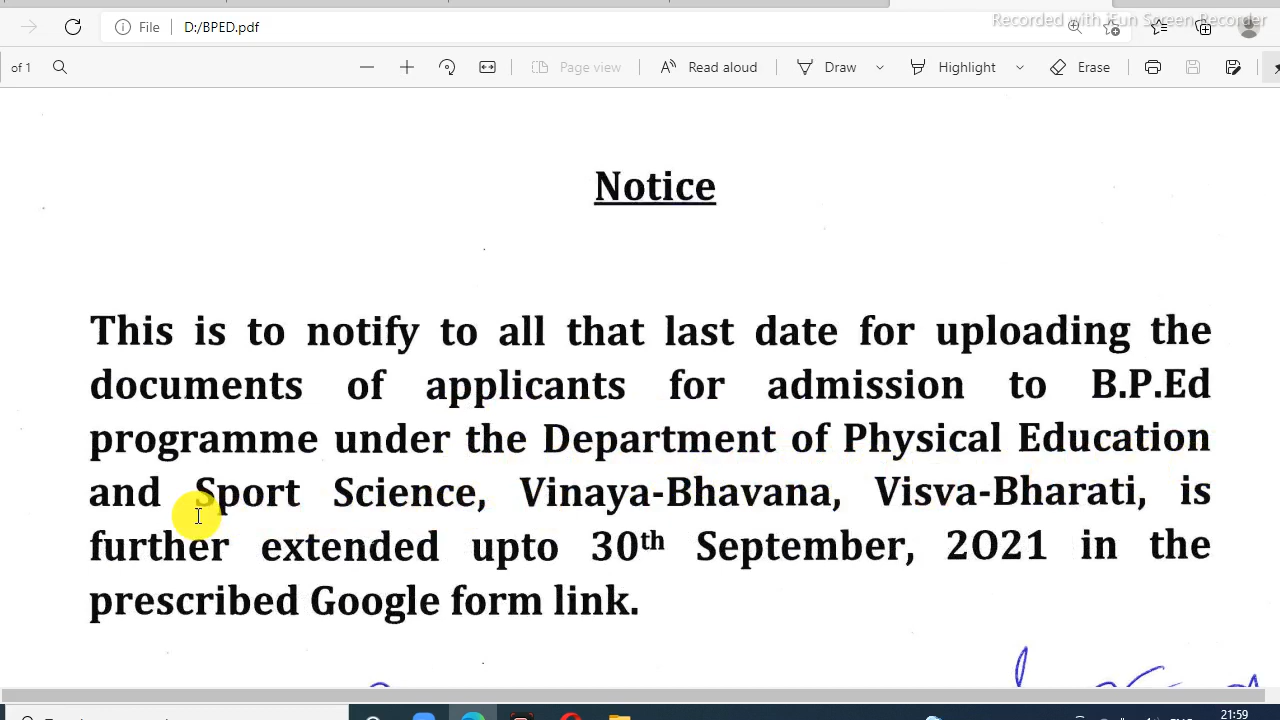 Recorded with iFun Screen Recorder
File D:/BPED.pdf
of 1 Page view Read aloud Draw Highlight Erase
Notice
This is to notify to all that last date for uploading the
documents of applicants for admission to B.P.Ed
programme under the Department of Physical Education
and Sport Science, Vinaya-Bhavana, Visva-Bharati, is
further extended upto 30th September, 2021 in the
prescribed Google form link.
21:59